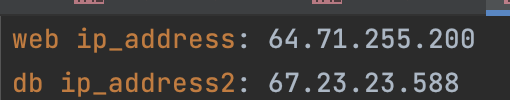 web ip_address: 64.71.255.200
db ip_address2: 67.23.23.588